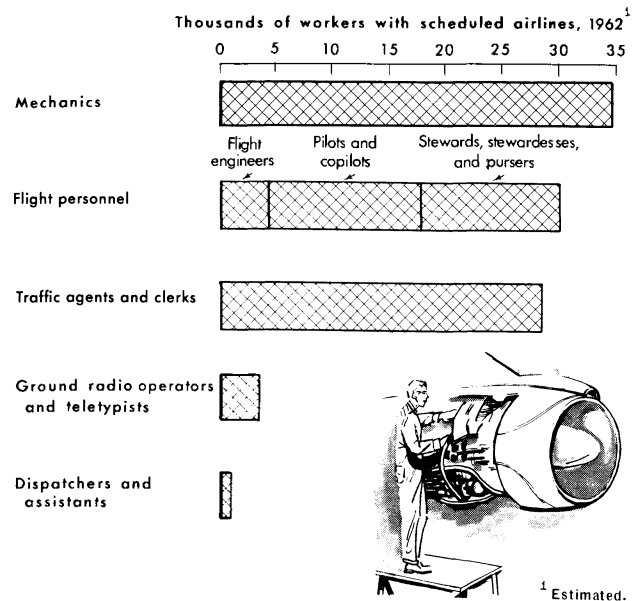 Thousands of workers with scheduled airlines, 1962¹
0 5 10 15 20 25 30 35
Mechanics
Flight
engineers
Pilots and
copilots
Stewards, stewardesses,
and pursers
Flight personnel
Traffic agents and clerks
Ground radio operators
and teletypists
Dispatchers and
assistants
¹ Estimated.